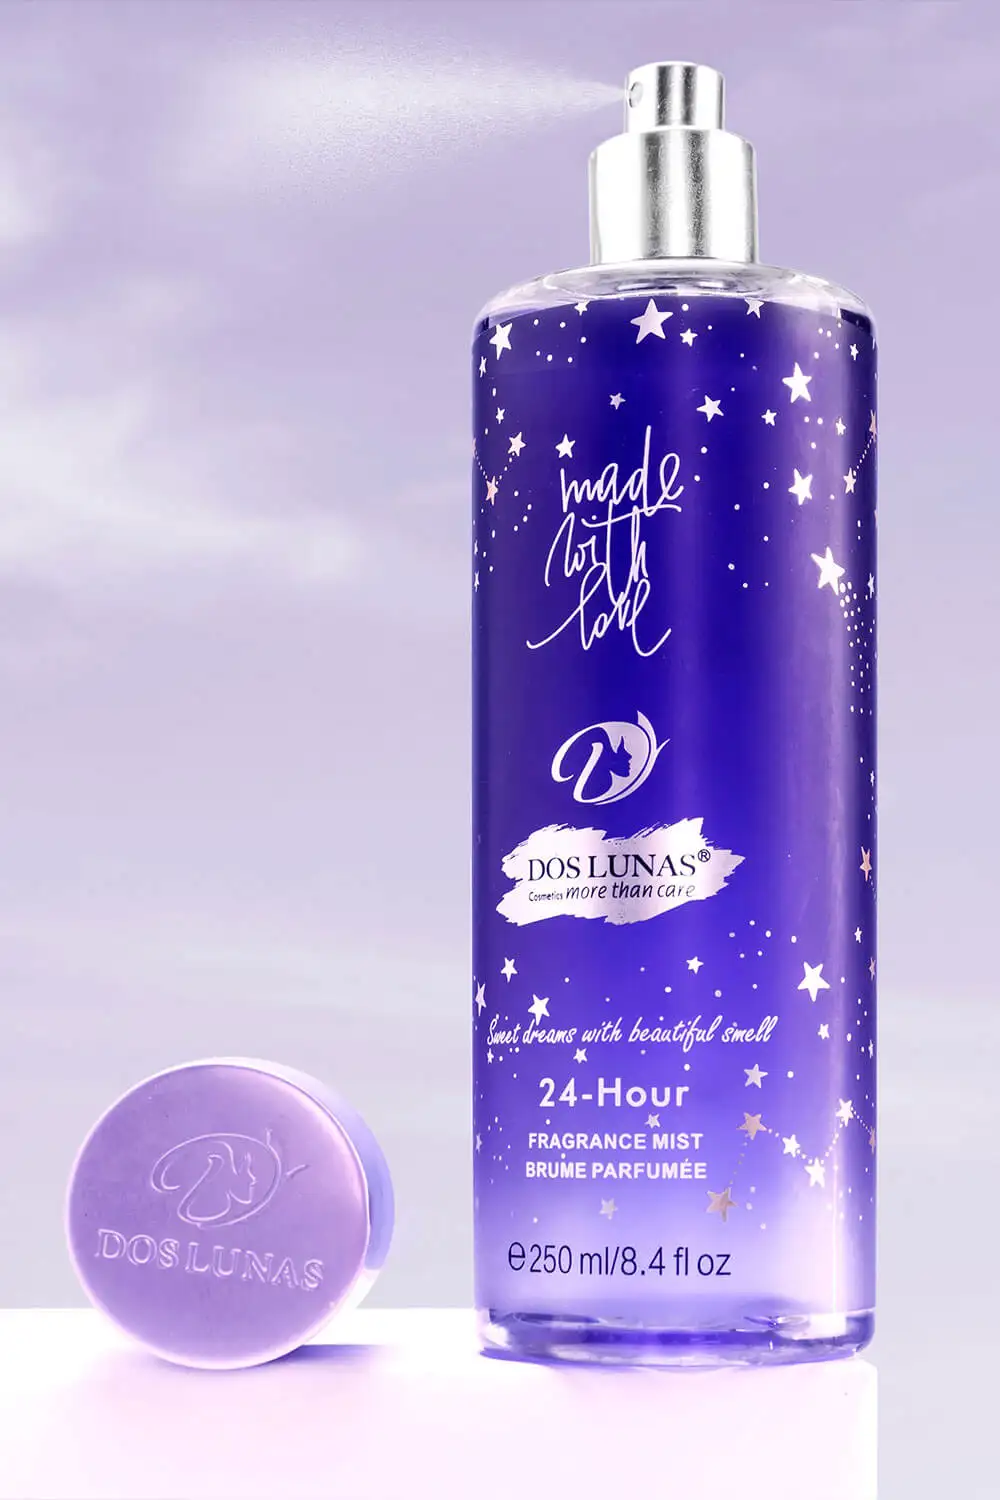 made
with
love
DOS LUNAS®
Cosmetics more than care
Sweet dreams with beautiful smell
24-Hour
FRAGRANCE MIST
BRUME PARFUMÉE
℮250 ml/8.4 fl oz
DOS LUNAS